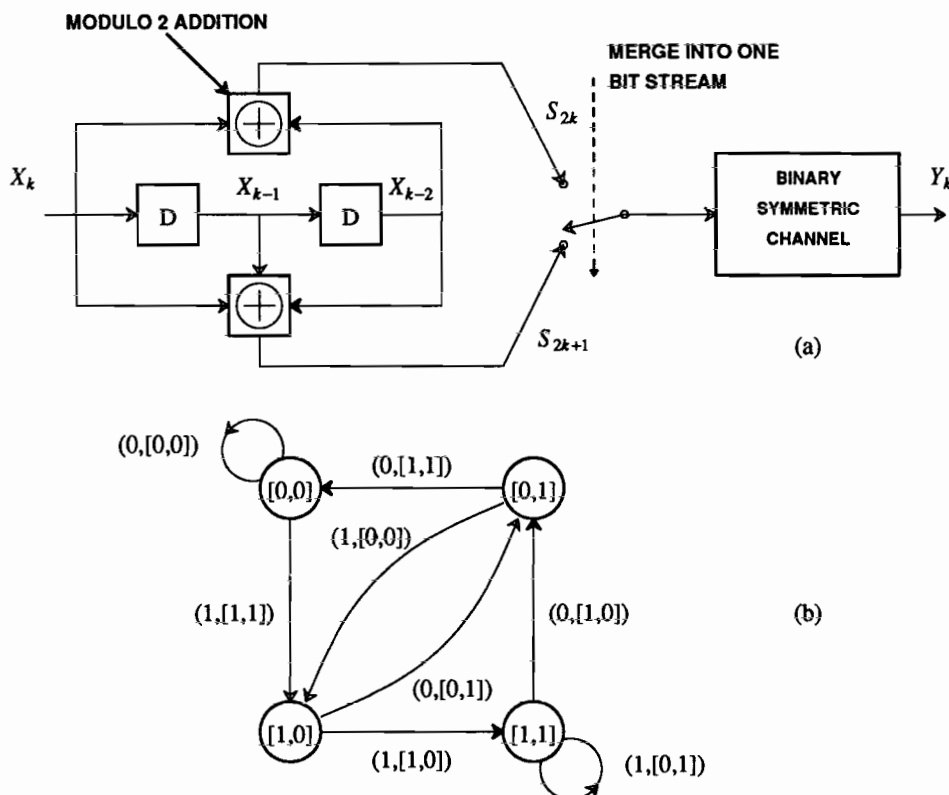 MODULO 2 ADDITION
MERGE INTO ONE
BIT STREAM
S_{2k}
X_k
X_{k-1}
X_{k-2}
D
D
BINARY
SYMMETRIC
CHANNEL
Y_k
S_{2k+1}
(a)
(0,[0,0])
(0,[1,1])
[0,0]
[0,1]
(1,[0,0])
(1,[1,1])
(0,[1,0])
(b)
(0,[0,1])
[1,0]
[1,1]
(1,[1,0])
(1,[0,1])